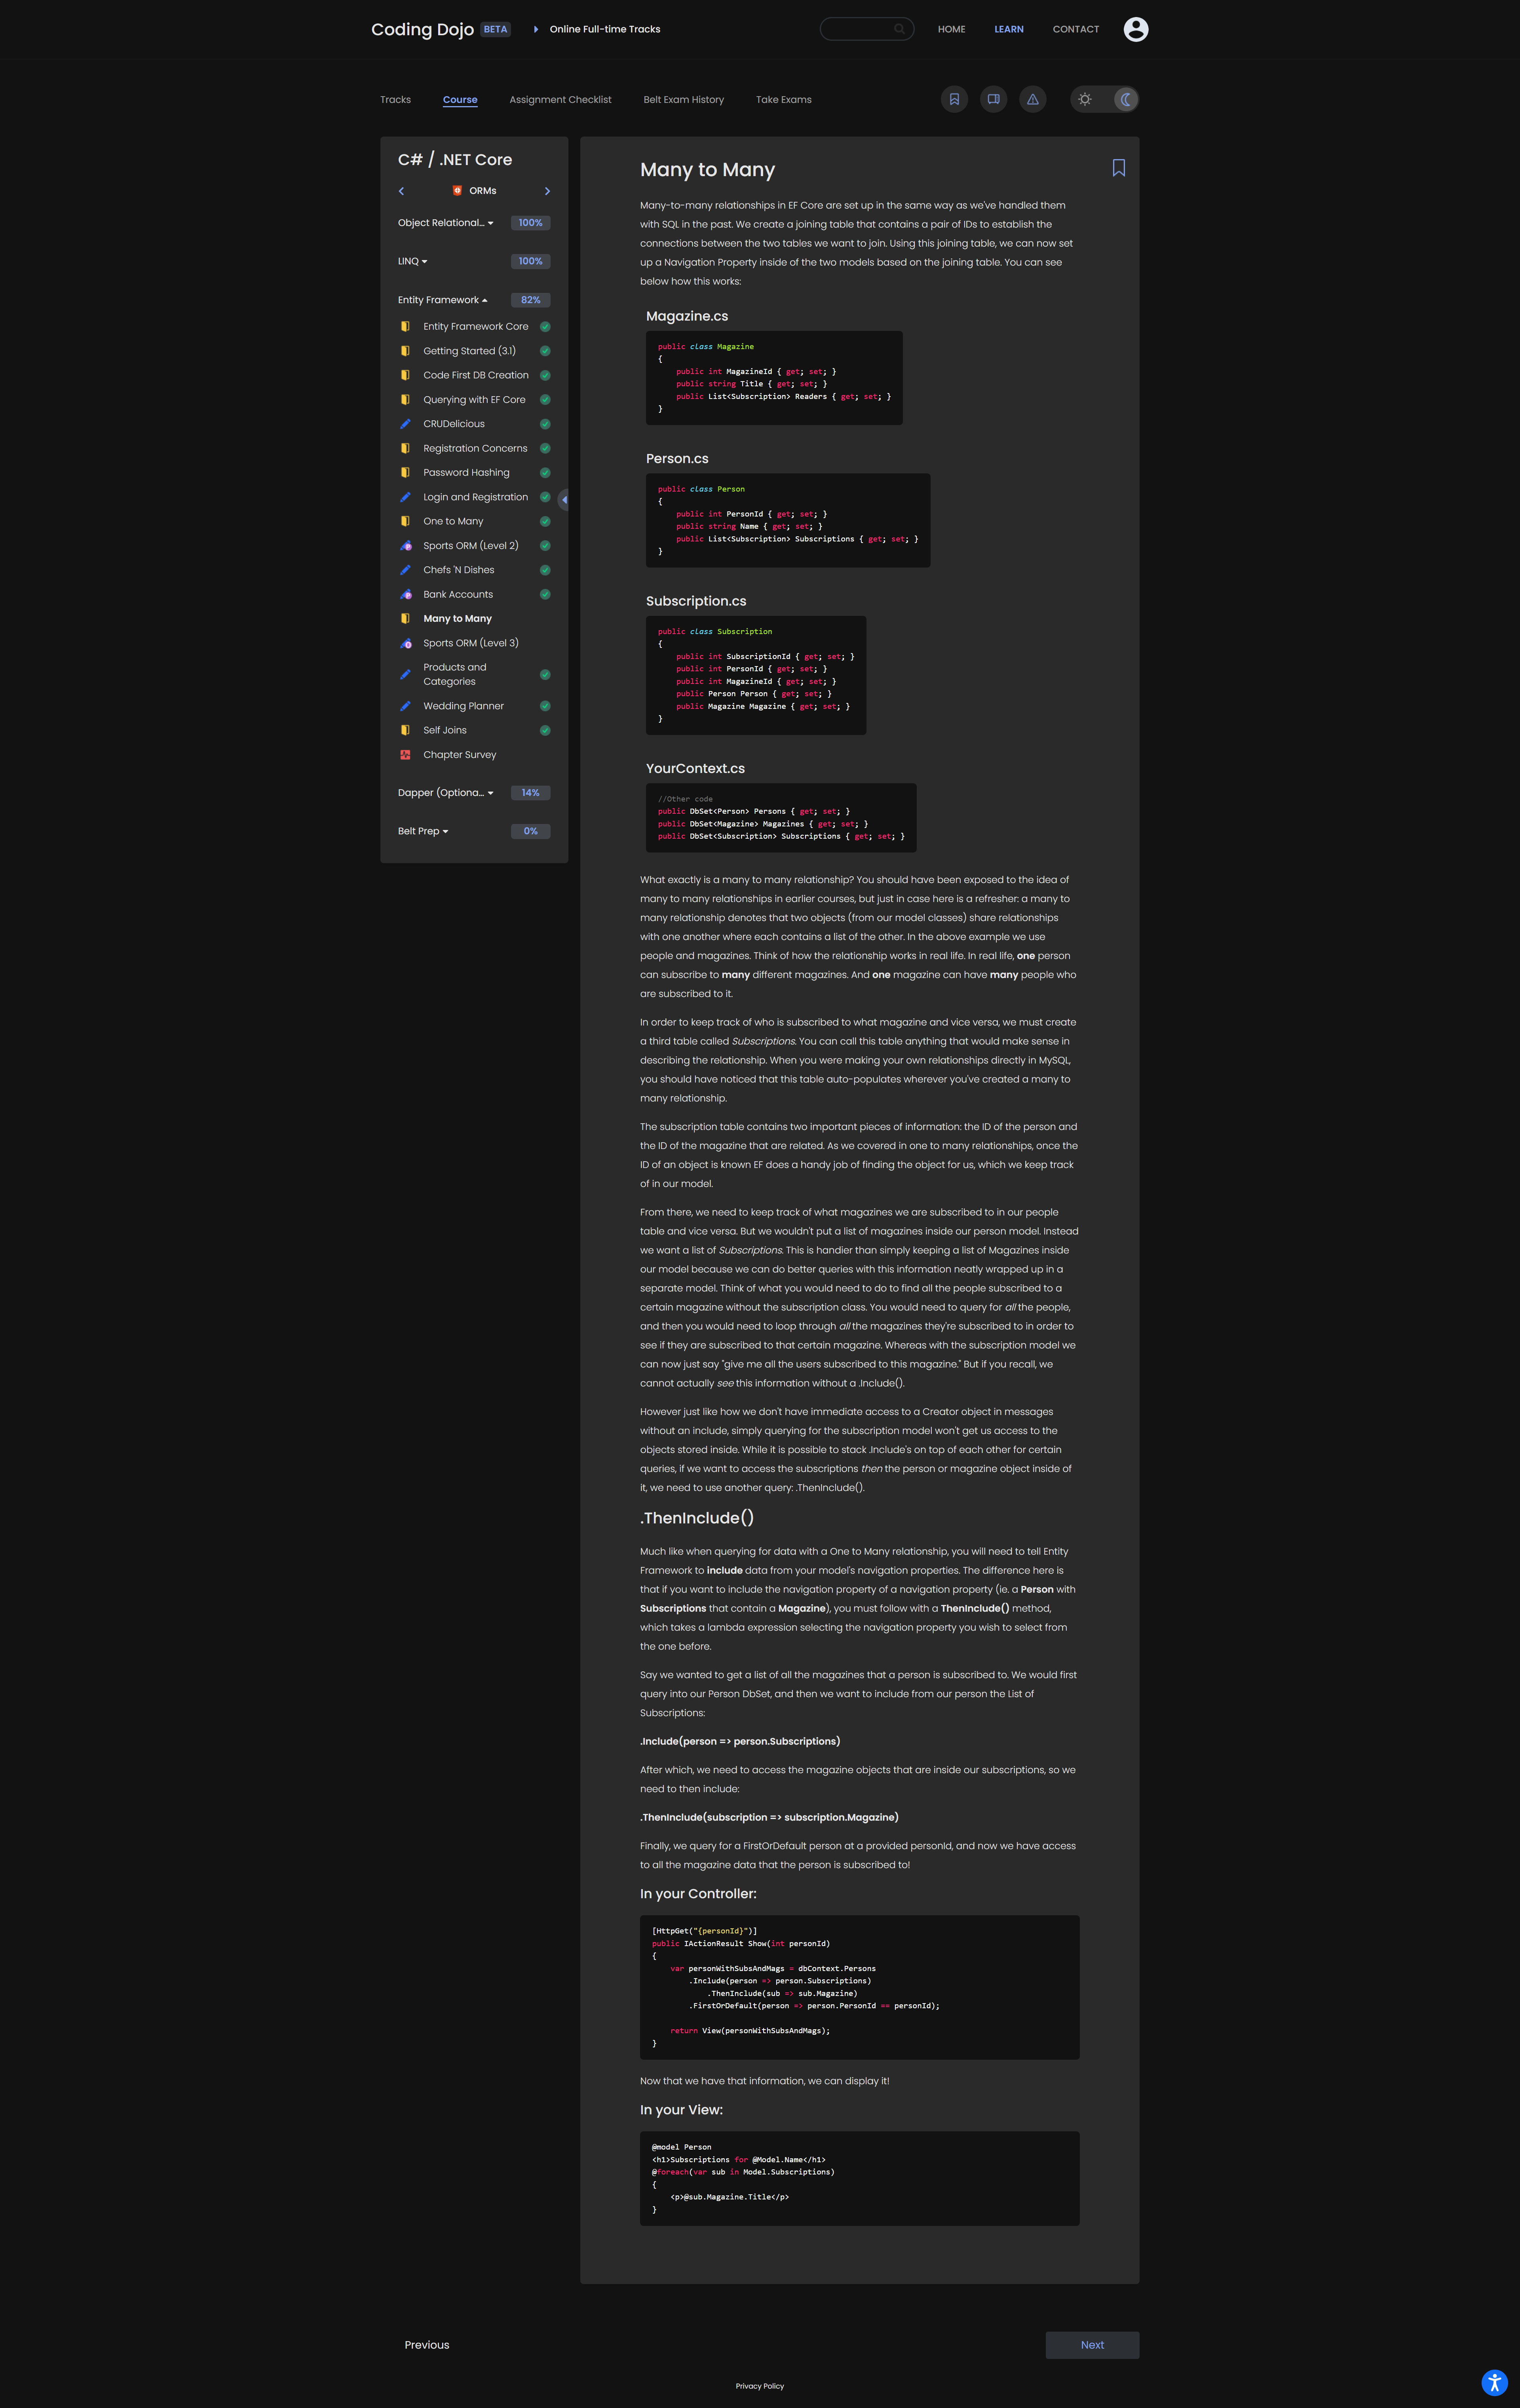 Coding Dojo BETA Online Full-time Tracks HOME LEARN CONTACT
Tracks Course Assignment Checklist Belt Exam History Take Exams
C# / .NET Core
ORMs
Object Relational... 100%
LINQ 100%
Entity Framework 82%
Entity Framework Core
Getting Started (3.1)
Code First DB Creation
Querying with EF Core
CRUDelicious
Registration Concerns
Password Hashing
Login and Registration
One to Many
Sports ORM (Level 2)
Chefs 'N Dishes
Bank Accounts
Many to Many
Sports ORM (Level 3)
Products and
Categories
Wedding Planner
Self Joins
Chapter Survey
Dapper (Optiona... 14%
Belt Prep 0%
Many to Many
Many-to-many relationships in EF Core are set up in the same way as we've handled them
with SQL in the past. We create a joining table that contains a pair of IDs to establish the
connections between the two tables we want to join. Using this joining table, we can now set
up a Navigation Property inside of the two models based on the joining table. You can see
below how this works:
Magazine.cs
public class Magazine
{
public int MagazineId { get; set; }
public string Title { get; set; }
public List<Subscription> Readers { get; set; }
}
Person.cs
public class Person
{
public int PersonId { get; set; }
public string Name { get; set; }
public List<Subscription> Subscriptions { get; set; }
}
Subscription.cs
public class Subscription
{
public int SubscriptionId { get; set; }
public int PersonId { get; set; }
public int MagazineId { get; set; }
public Person Person { get; set; }
public Magazine Magazine { get; set; }
}
YourContext.cs
//Other code
public DbSet<Person> Persons { get; set; }
public DbSet<Magazine> Magazines { get; set; }
public DbSet<Subscription> Subscriptions { get; set; }
What exactly is a many to many relationship? You should have been exposed to the idea of
many to many relationships in earlier courses, but just in case here is a refresher: a many to
many relationship denotes that two objects (from our model classes) share relationships
with one another where each contains a list of the other. In the above example we use
people and magazines. Think of how the relationship works in real life. In real life, one person
can subscribe to many different magazines. And one magazine can have many people who
are subscribed to it.
In order to keep track of who is subscribed to what magazine and vice versa, we must create
a third table called Subscriptions. You can call this table anything that would make sense in
describing the relationship. When you were making your own relationships directly in MySQL,
you should have noticed that this table auto-populates wherever you've created a many to
many relationship.
The subscription table contains two important pieces of information: the ID of the person and
the ID of the magazine that are related. As we covered in one to many relationships, once the
ID of an object is known EF does a handy job of finding the object for us, which we keep track
of in our model.
From there, we need to keep track of what magazines we are subscribed to in our people
table and vice versa. But we wouldn't put a list of magazines inside our person model. Instead
we want a list of Subscriptions. This is handier than simply keeping a list of Magazines inside
our model because we can do better queries with this information neatly wrapped up in a
separate model. Think of what you would need to do to find all the people subscribed to a
certain magazine without the subscription class. You would need to query for all the people,
and then you would need to loop through all the magazines they're subscribed to in order to
see if they are subscribed to that certain magazine. Whereas with the subscription model we
can now just say "give me all the users subscribed to this magazine." But if you recall, we
cannot actually see this information without a .Include().
However just like how we don't have immediate access to a Creator object in messages
without an include, simply querying for the subscription model won't get us access to the
objects stored inside. While it is possible to stack .Include's on top of each other for certain
queries, if we want to access the subscriptions then the person or magazine object inside of
it, we need to use another query: .ThenInclude().
.ThenInclude()
Much like when querying for data with a One to Many relationship, you will need to tell Entity
Framework to include data from your model's navigation properties. The difference here is
that if you want to include the navigation property of a navigation property (ie. a Person with
Subscriptions that contain a Magazine), you must follow with a ThenInclude() method,
which takes a lambda expression selecting the navigation property you wish to select from
the one before.
Say we wanted to get a list of all the magazines that a person is subscribed to. We would first
query into our Person DbSet, and then we want to include from our person the List of
Subscriptions:
.Include(person => person.Subscriptions)
After which, we need to access the magazine objects that are inside our subscriptions, so we
need to then include:
.ThenInclude(subscription => subscription.Magazine)
Finally, we query for a FirstOrDefault person at a provided personId, and now we have access
to all the magazine data that the person is subscribed to!
In your Controller:
[HttpGet("{personId}")]
public IActionResult Show(int personId)
{
var personWithSubsAndMags = dbContext.Persons
.Include(person => person.Subscriptions)
.ThenInclude(sub => sub.Magazine)
.FirstOrDefault(person => person.PersonId == personId);
return View(personWithSubsAndMags);
}
Now that we have that information, we can display it!
In your View:
@model Person
<h1>Subscriptions for @Model.Name</h1>
@foreach(var sub in Model.Subscriptions)
{
<p>@sub.Magazine.Title</p>
}
Previous Next
Privacy Policy